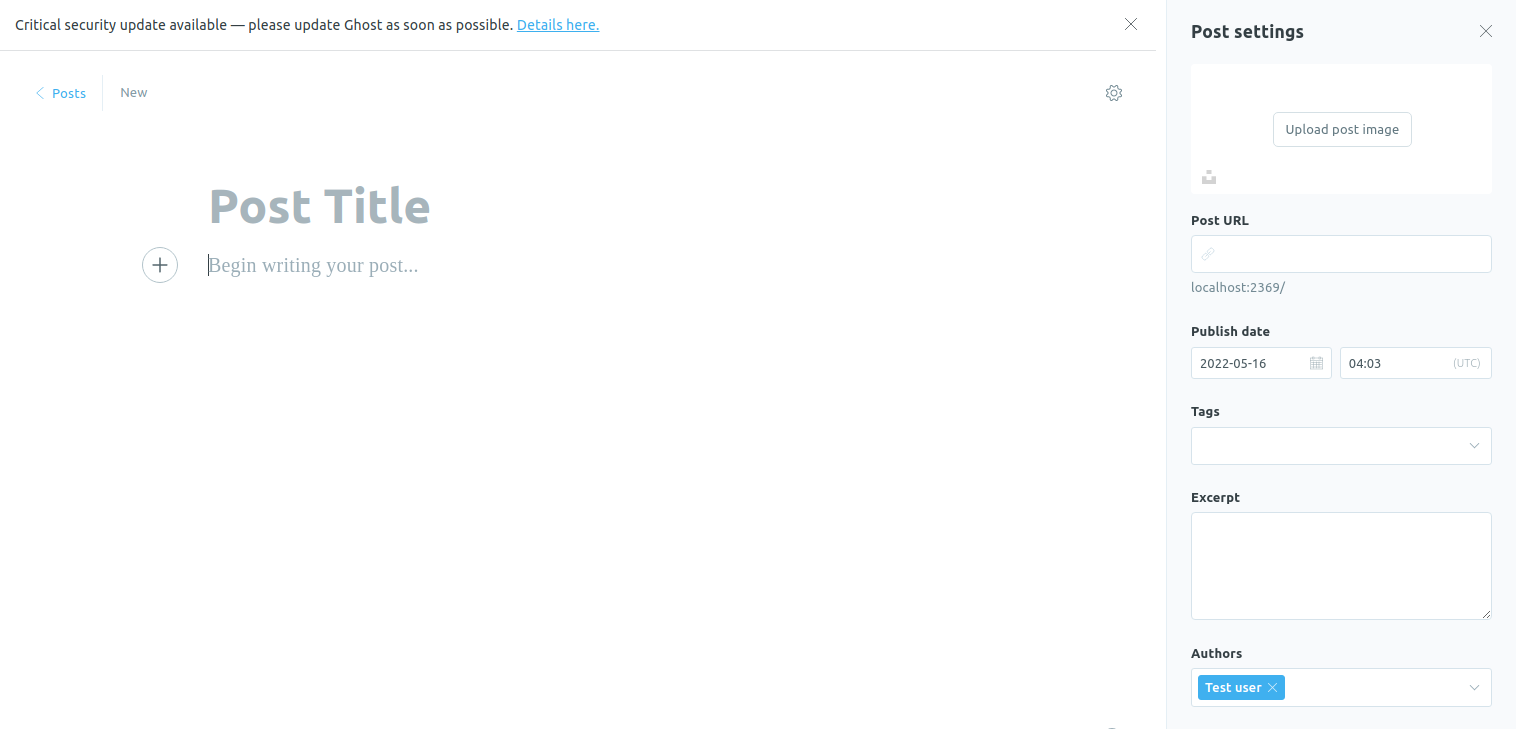 Critical security update available — please update Ghost as soon as possible. Details here.
Posts
New
Post Title
Begin writing your post...
Post settings
Upload post image
Post URL
localhost:2369/
Publish date
2022-05-16
04:03
(UTC)
Tags
Excerpt
Authors
Test user